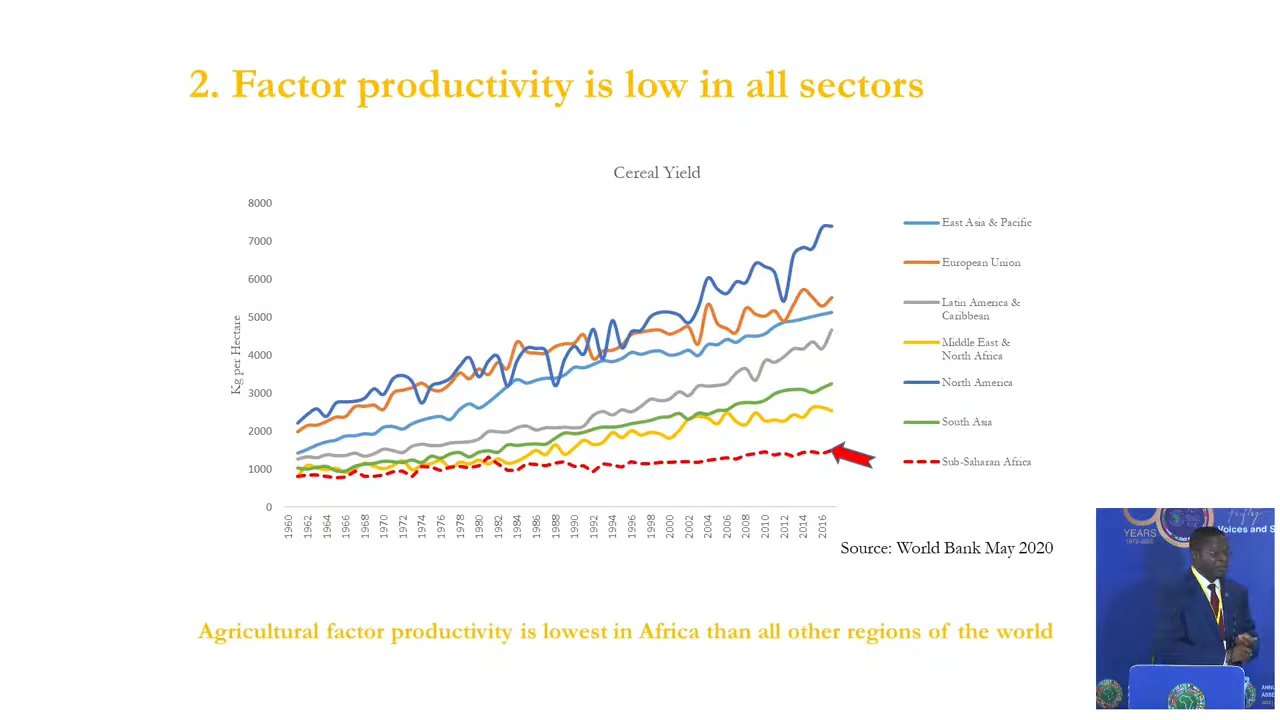 2. Factor productivity is low in all sectors
Cereal Yield
Kg per Hectare
8000
7000
6000
5000
4000
3000
2000
1000
0
1960
1962
1964
1966
1968
1970
1972
1974
1976
1978
1980
1982
1984
1986
1988
1990
1992
1994
1996
1998
2000
2002
2004
2006
2008
2010
2012
2014
2016
East Asia & Pacific
European Union
Latin America &
Caribbean
Middle East &
North Africa
North America
South Asia
Sub-Saharan Africa
Source: World Bank May 2020
Agricultural factor productivity is lowest in Africa than all other regions of the world
YEARS
Voices and S